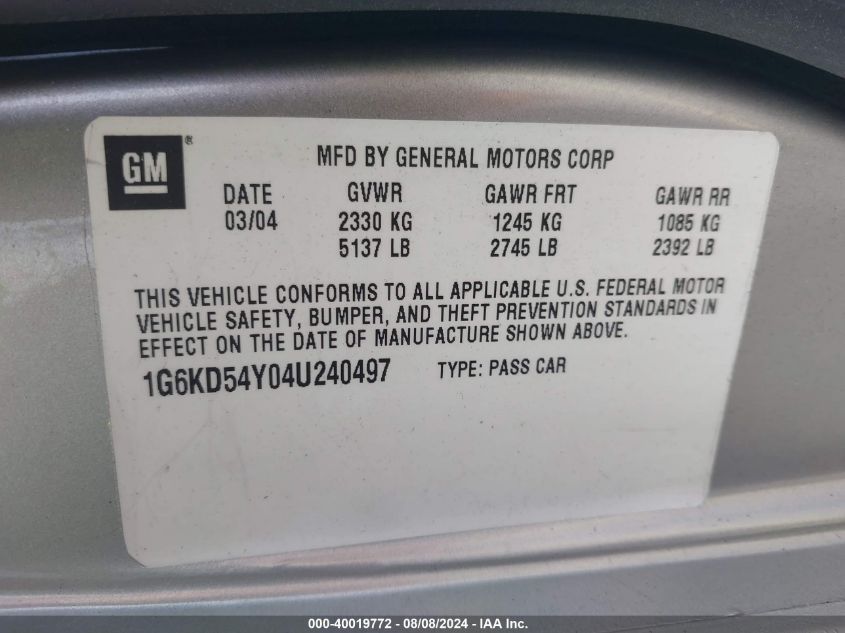 GM®
MFD BY GENERAL MOTORS CORP
DATE GVWR GAWR FRT GAWR RR
03/04 2330 KG 1245 KG 1085 KG
5137 LB 2745 LB 2392 LB
THIS VEHICLE CONFORMS TO ALL APPLICABLE U.S. FEDERAL MOTOR
VEHICLE SAFETY, BUMPER, AND THEFT PREVENTION STANDARDS IN
EFFECT ON THE DATE OF MANUFACTURE SHOWN ABOVE.
1G6KD54Y04U240497 TYPE: PASS CAR
000-40019772 - 08/08/2024 - IAA Inc.